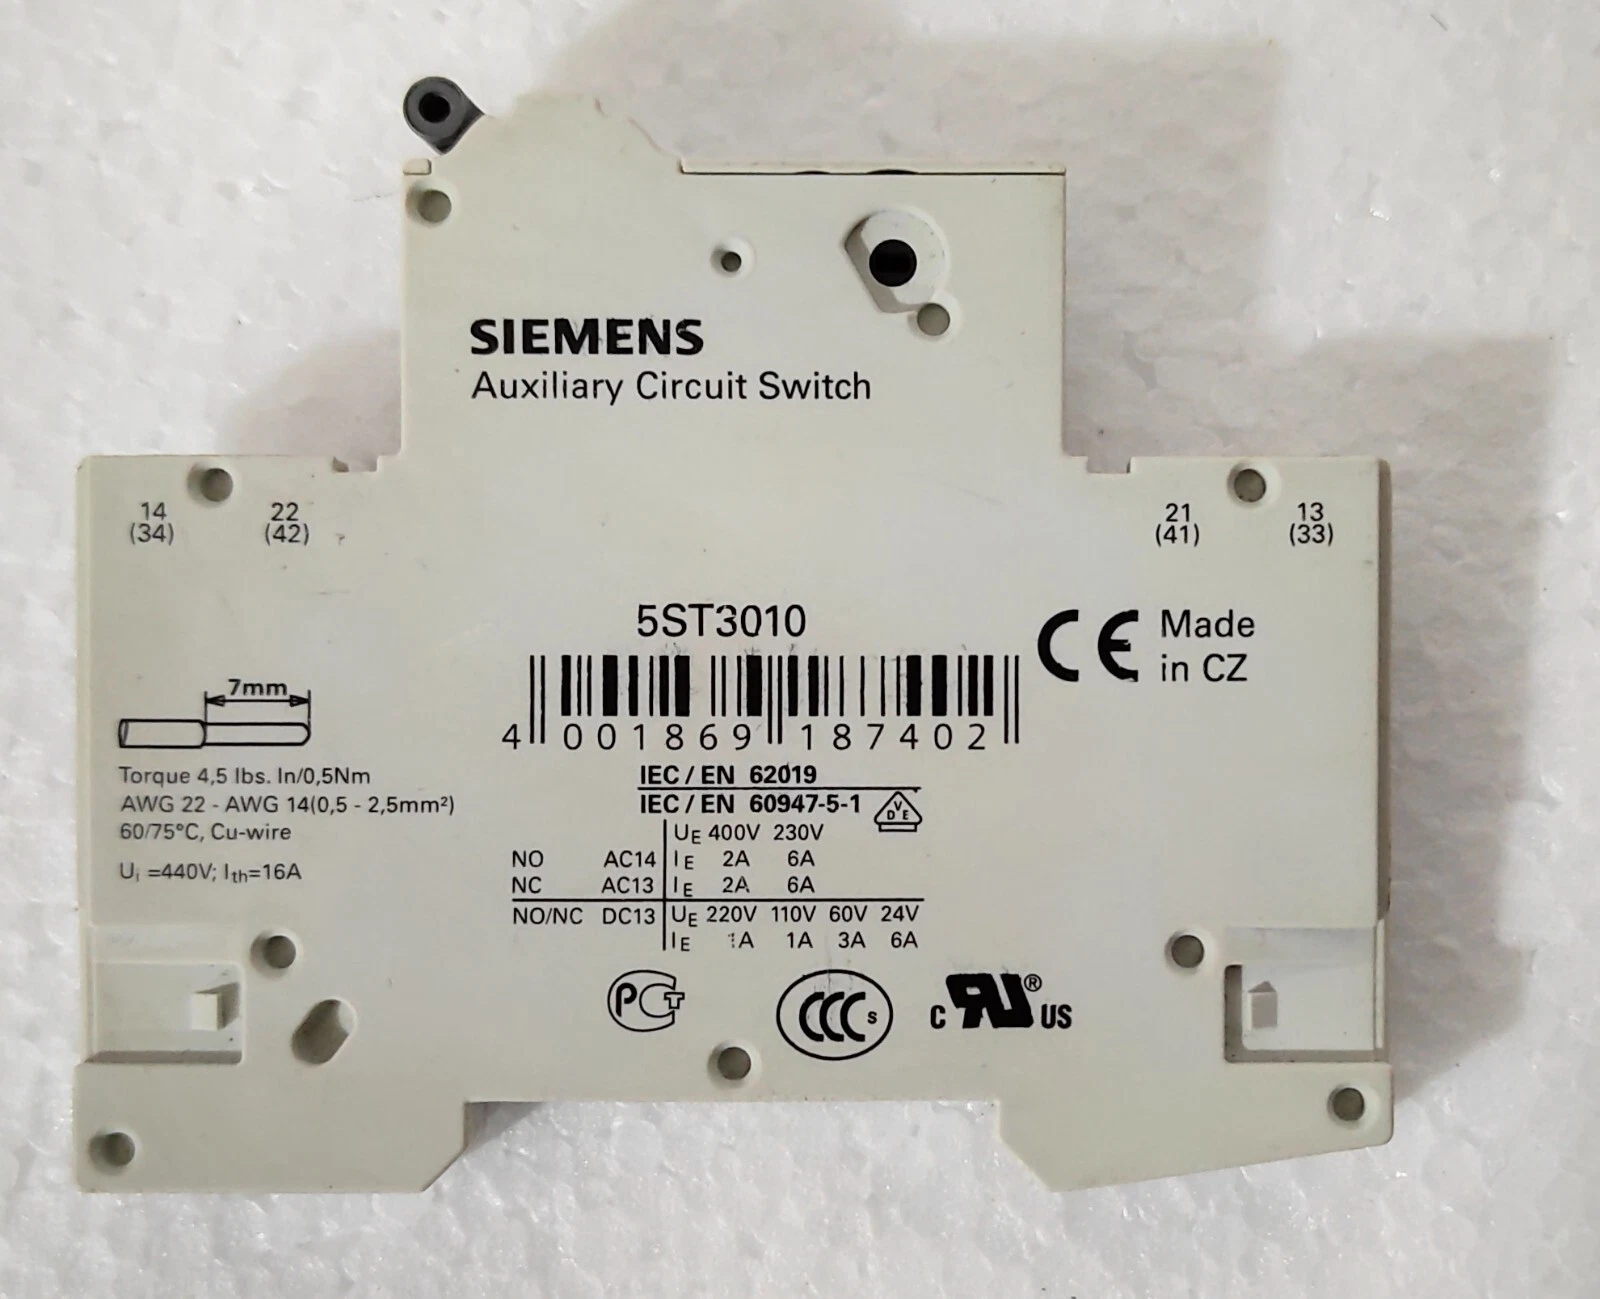 SIEMENS
Auxiliary Circuit Switch
14 22 21 13
(34) (42) (41) (33)
5ST3010
CE Made
in CZ
7mm
4 001869 187402
Torque 4,5 lbs. In/0,5Nm
AWG 22 - AWG 14(0,5 - 2,5mm²)
60/75°C, Cu-wire
Ui =440V; Ith=16A
IEC / EN 62019
IEC / EN 60947-5-1 VDE
UE 400V 230V
NO AC14 IE 2A 6A
NC AC13 IE 2A 6A
NO/NC DC13 UE 220V 110V 60V 24V
IE 1A 1A 3A 6A
PCT CCC S C RU ® US